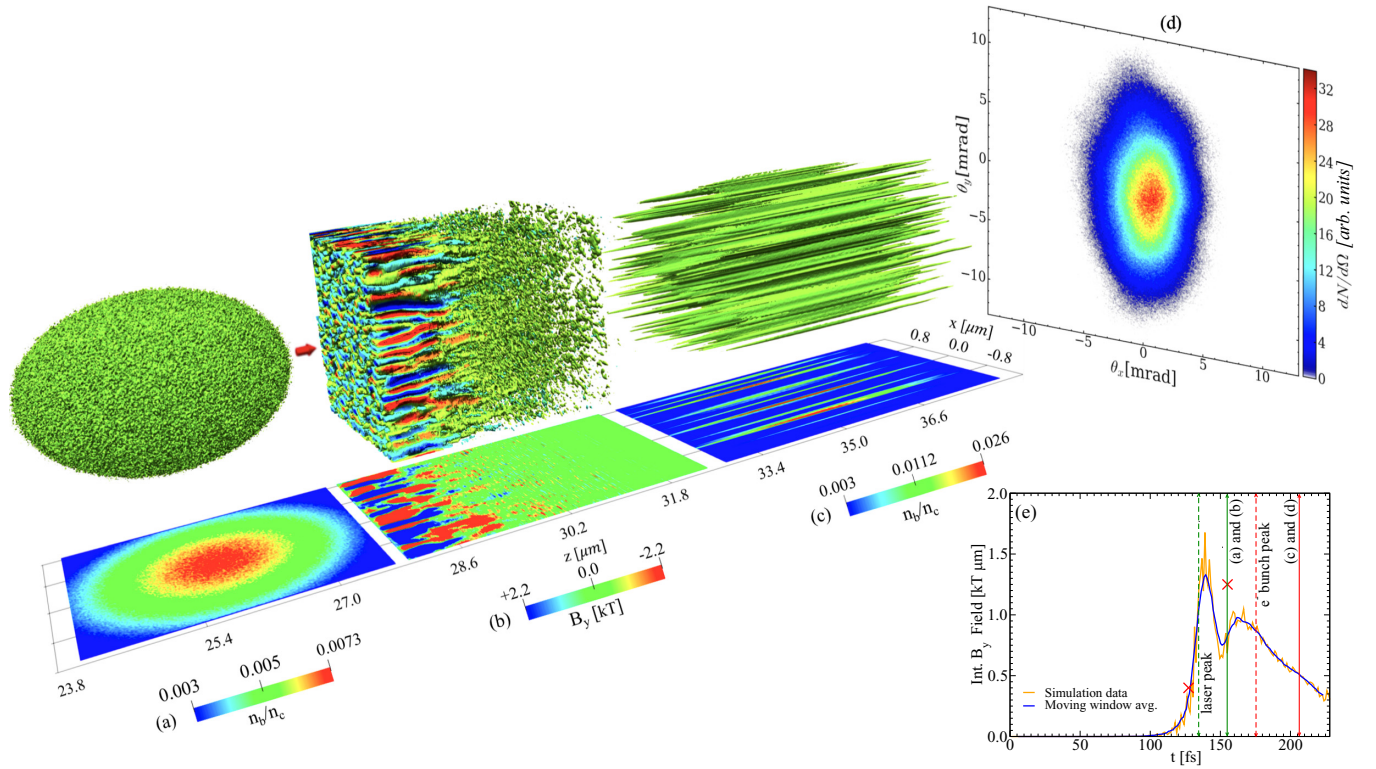 (d)
10
5
0
−5
−10
θy[mrad]
−10
−5
0
5
10
θx[mrad]
32
28
24
20
16
12
8
4
0
dN/dΩ [arb. units]
x [μm]
0.8
0.0
-0.8
23.8
25.4
27.0
28.6
30.2
31.8
33.4
35.0
36.6
z [μm]
(a)
0.003
0.005
0.0073
nb/nc
(b)
+2.2
0.0
-2.2
By [kT]
(c)
0.003
0.0112
0.026
nb/nc
(e)
2.0
1.5
1.0
0.5
0.0
Int. By Field [kT μm]
laser peak
(a) and (b)
e⁻ bunch peak
(c) and (d)
Simulation data
Moving window avg.
0
50
100
150
200
t [fs]